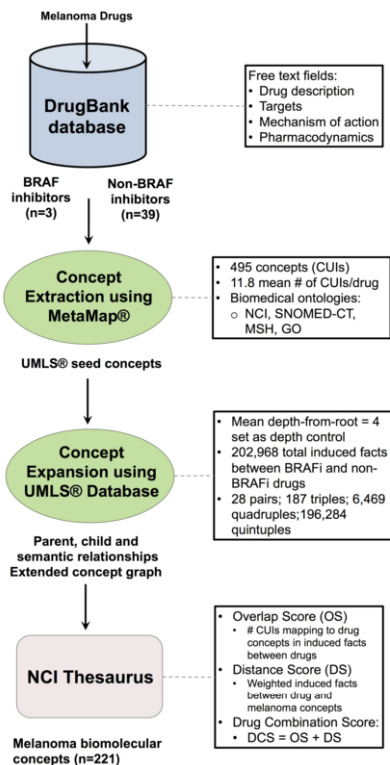 Melanoma Drugs
DrugBank
database
Free text fields:
• Drug description
• Targets
• Mechanism of action
• Pharmacodynamics
BRAF
inhibitors
(n=3)
Non-BRAF
inhibitors
(n=39)
Concept
Extraction using
MetaMap®
• 495 concepts (CUIs)
• 11.8 mean # of CUIs/drug
• Biomedical ontologies:
o NCI, SNOMED-CT,
MSH, GO
UMLS® seed concepts
Concept
Expansion using
UMLS® Database
• Mean depth-from-root = 4
set as depth control
• 202,968 total induced facts
between BRAFi and non-
BRAFi drugs
• 28 pairs; 187 triples; 6,469
quadruples;196,284
quintuples
Parent, child and
semantic relationships
Extended concept graph
NCI Thesaurus
• Overlap Score (OS)
• # CUIs mapping to drug
concepts in induced facts
between drugs
• Distance Score (DS)
• Weighted induced facts
between drug and
melanoma concepts
• Drug Combination Score:
• DCS = OS + DS
Melanoma biomolecular
concepts (n=221)